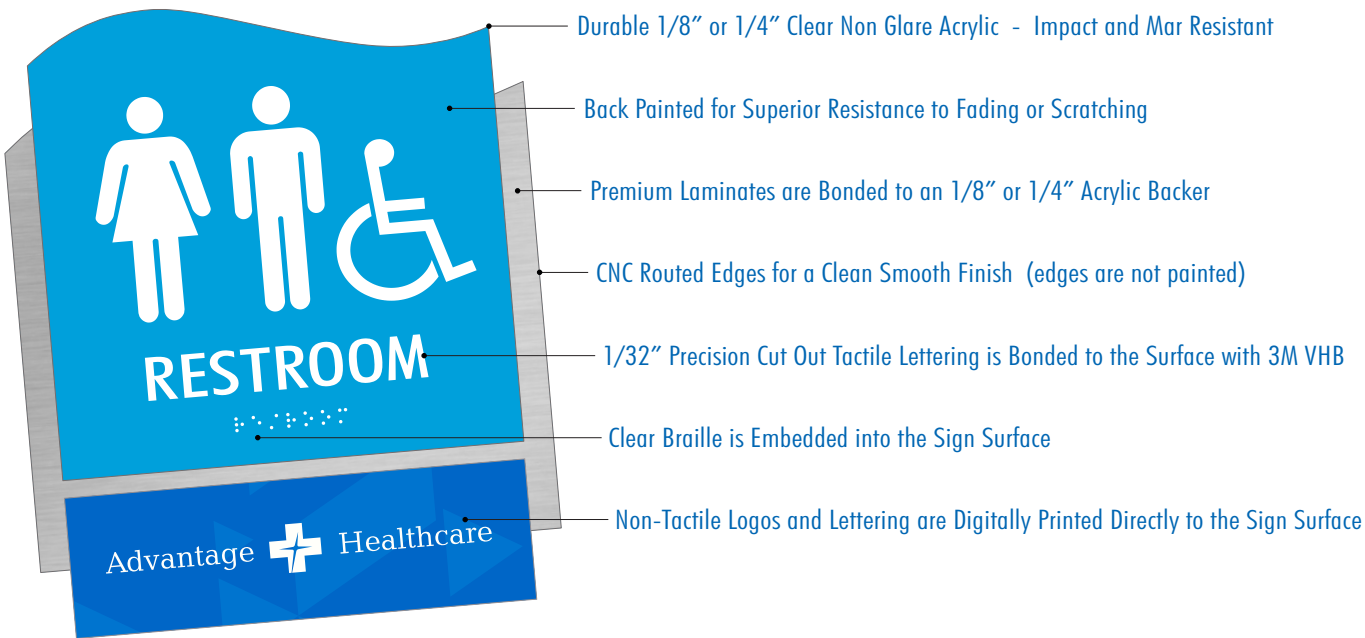 Durable 1/8″ or 1/4″ Clear Non Glare Acrylic - Impact and Mar Resistant
Back Painted for Superior Resistance to Fading or Scratching
Premium Laminates are Bonded to an 1/8″ or 1/4″ Acrylic Backer
CNC Routed Edges for a Clean Smooth Finish (edges are not painted)
RESTROOM
1/32″ Precision Cut Out Tactile Lettering is Bonded to the Surface with 3M VHB
Clear Braille is Embedded into the Sign Surface
Non-Tactile Logos and Lettering are Digitally Printed Directly to the Sign Surface
Advantage Healthcare